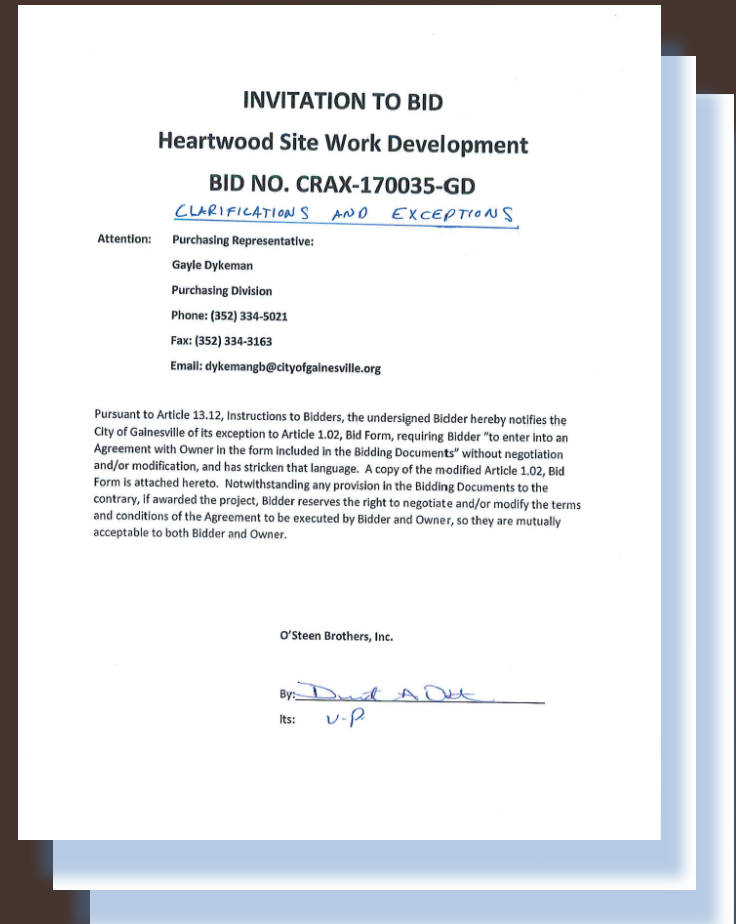 INVITATION TO BID
Heartwood Site Work Development
BID NO. CRAX-170035-GD
CLARIFICATIONS AND EXCEPTIONS
Attention: Purchasing Representative:
Gayle Dykeman
Purchasing Division
Phone: (352) 334-5021
Fax: (352) 334-3163
Email: dykemangb@cityofgainesville.org
Pursuant to Article 13.12, Instructions to Bidders, the undersigned Bidder hereby notifies the
City of Gainesville of its exception to Article 1.02, Bid Form, requiring Bidder "to enter into an
Agreement with Owner in the form included in the Bidding Documents" without negotiation
and/or modification, and has stricken that language. A copy of the modified Article 1.02, Bid
Form is attached hereto. Notwithstanding any provision in the Bidding Documents to the
contrary, if awarded the project, Bidder reserves the right to negotiate and/or modify the terms
and conditions of the Agreement to be executed by Bidder and Owner, so they are mutually
acceptable to both Bidder and Owner.
O'Steen Brothers, Inc.
By:
Its: V-P.